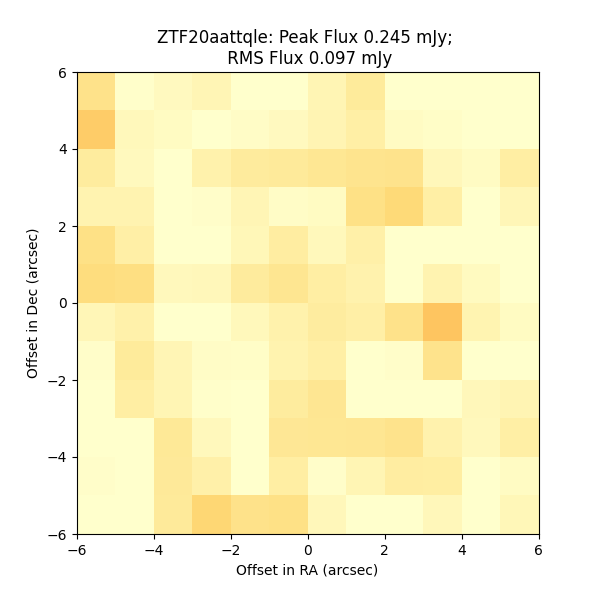 ZTF20aattqle: Peak Flux 0.245 mJy;
RMS Flux 0.097 mJy
6
4
2
0
−2
−4
−6
Offset in Dec (arcsec)
−6 −4 −2 0 2 4 6
Offset in RA (arcsec)